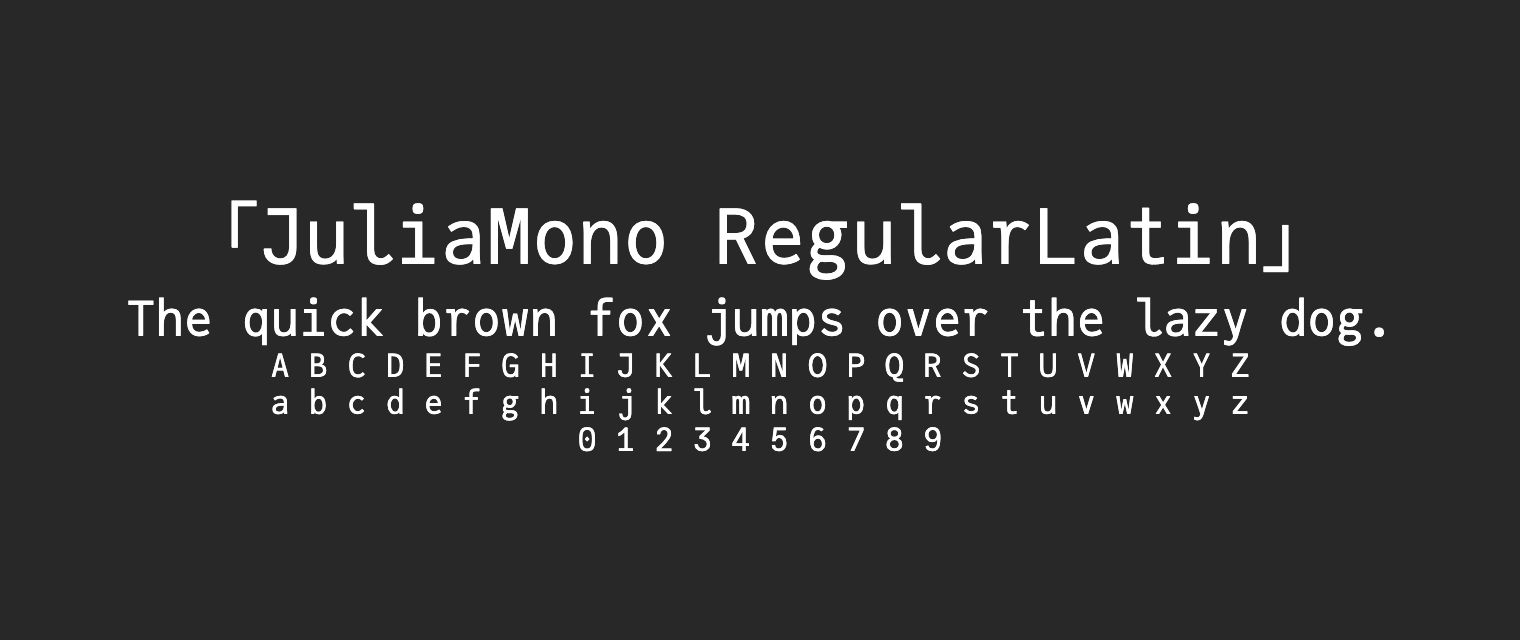 「JuliaMono RegularLatin」
The quick brown fox jumps over the lazy dog.
A B C D E F G H I J K L M N O P Q R S T U V W X Y Z
a b c d e f g h i j k l m n o p q r s t u v w x y z
0 1 2 3 4 5 6 7 8 9